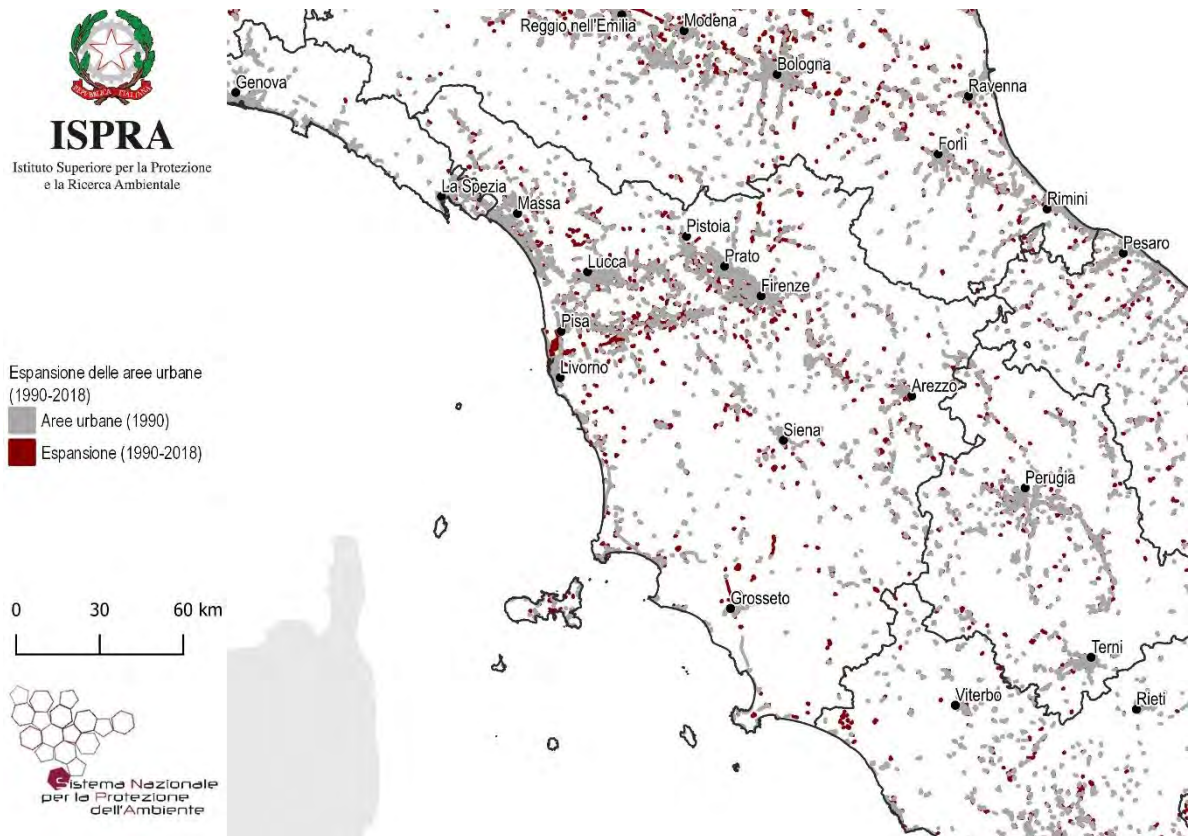 REPVBBLICA ITALIANA
ISPRA
Istituto Superiore per la Protezione
e la Ricerca Ambientale
Espansione delle aree urbane
(1990-2018)
Aree urbane (1990)
Espansione (1990-2018)
0 30 60 km
Sistema Nazionale
per la Protezione
dell'Ambiente
Reggio nell'Emilia
Modena
Bologna
Genova
Ravenna
Forlì
La Spezia
Massa
Rimini
Pistoia
Pesaro
Prato
Lucca
Firenze
Pisa
Livorno
Arezzo
Siena
Perugia
Grosseto
Terni
Viterbo
Rieti